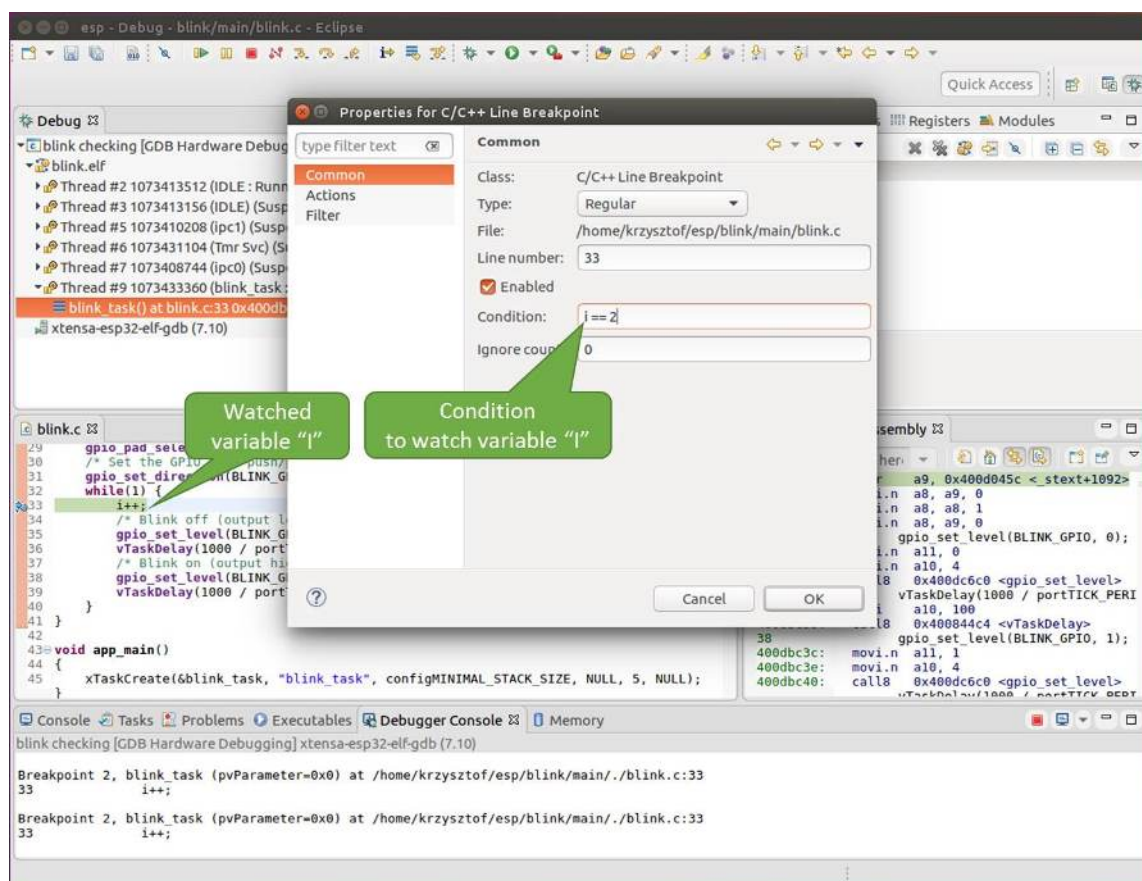 esp - Debug - blink/main/blink.c - Eclipse
Quick Access
Debug
blink checking [GDB Hardware Debug
blink.elf
Thread #2 1073413512 (IDLE : Runn
Thread #3 1073413156 (IDLE) (Susp
Thread #5 1073410208 (ipc1) (Susp
Thread #6 1073431104 (Tmr Svc) (S
Thread #7 1073408744 (ipc0) (Susp
Thread #9 1073433360 (blink_task :
blink_task() at blink.c:33 0x400db
xtensa-esp32-elf-gdb (7.10)
Properties for C/C++ Line Breakpoint
type filter text
Common
Actions
Filter
Common
Class: C/C++ Line Breakpoint
Type: Regular
File: /home/krzysztof/esp/blink/main/blink.c
Line number: 33
Enabled
Condition: i == 2
Ignore coun 0
Cancel OK
Registers Modules
Watched
variable “I”
Condition
to watch variable “I”
blink.c
29 gpio_pad_sele
30 /* Set the GPIO push/
31 gpio_set_direc n(BLINK_G
32 while(1) {
33 i++;
34 /* Blink off (output l
35 gpio_set_level(BLINK_G
36 vTaskDelay(1000 / port
37 /* Blink on (output hi
38 gpio_set_level(BLINK_G
39 vTaskDelay(1000 / port
40 }
41 }
42
43 void app_main()
44 {
45 xTaskCreate(&blink_task, "blink_task", configMINIMAL_STACK_SIZE, NULL, 5, NULL);
}
sembly
her
r a9, 0x400d045c <_stext+1092>
i.n a8, a9, 0
i.n a8, a8, 1
i.n a8, a9, 0
gpio_set_level(BLINK_GPIO, 0);
i.n a11, 0
i.n a10, 4
l8 0x400dc6c0 <gpio_set_level>
vTaskDelay(1000 / portTICK_PERI
i a10, 100
l8 0x400844c4 <vTaskDelay>
38 gpio_set_level(BLINK_GPIO, 1);
400dbc3c: movi.n a11, 1
400dbc3e: movi.n a10, 4
400dbc40: call8 0x400dc6c0 <gpio_set_level>
vTaskDelay(1000 / portTICK_PERI
Console Tasks Problems Executables Debugger Console Memory
blink checking [GDB Hardware Debugging] xtensa-esp32-elf-gdb (7.10)
Breakpoint 2, blink_task (pvParameter=0x0) at /home/krzysztof/esp/blink/main/./blink.c:33
33 i++;
Breakpoint 2, blink_task (pvParameter=0x0) at /home/krzysztof/esp/blink/main/./blink.c:33
33 i++;